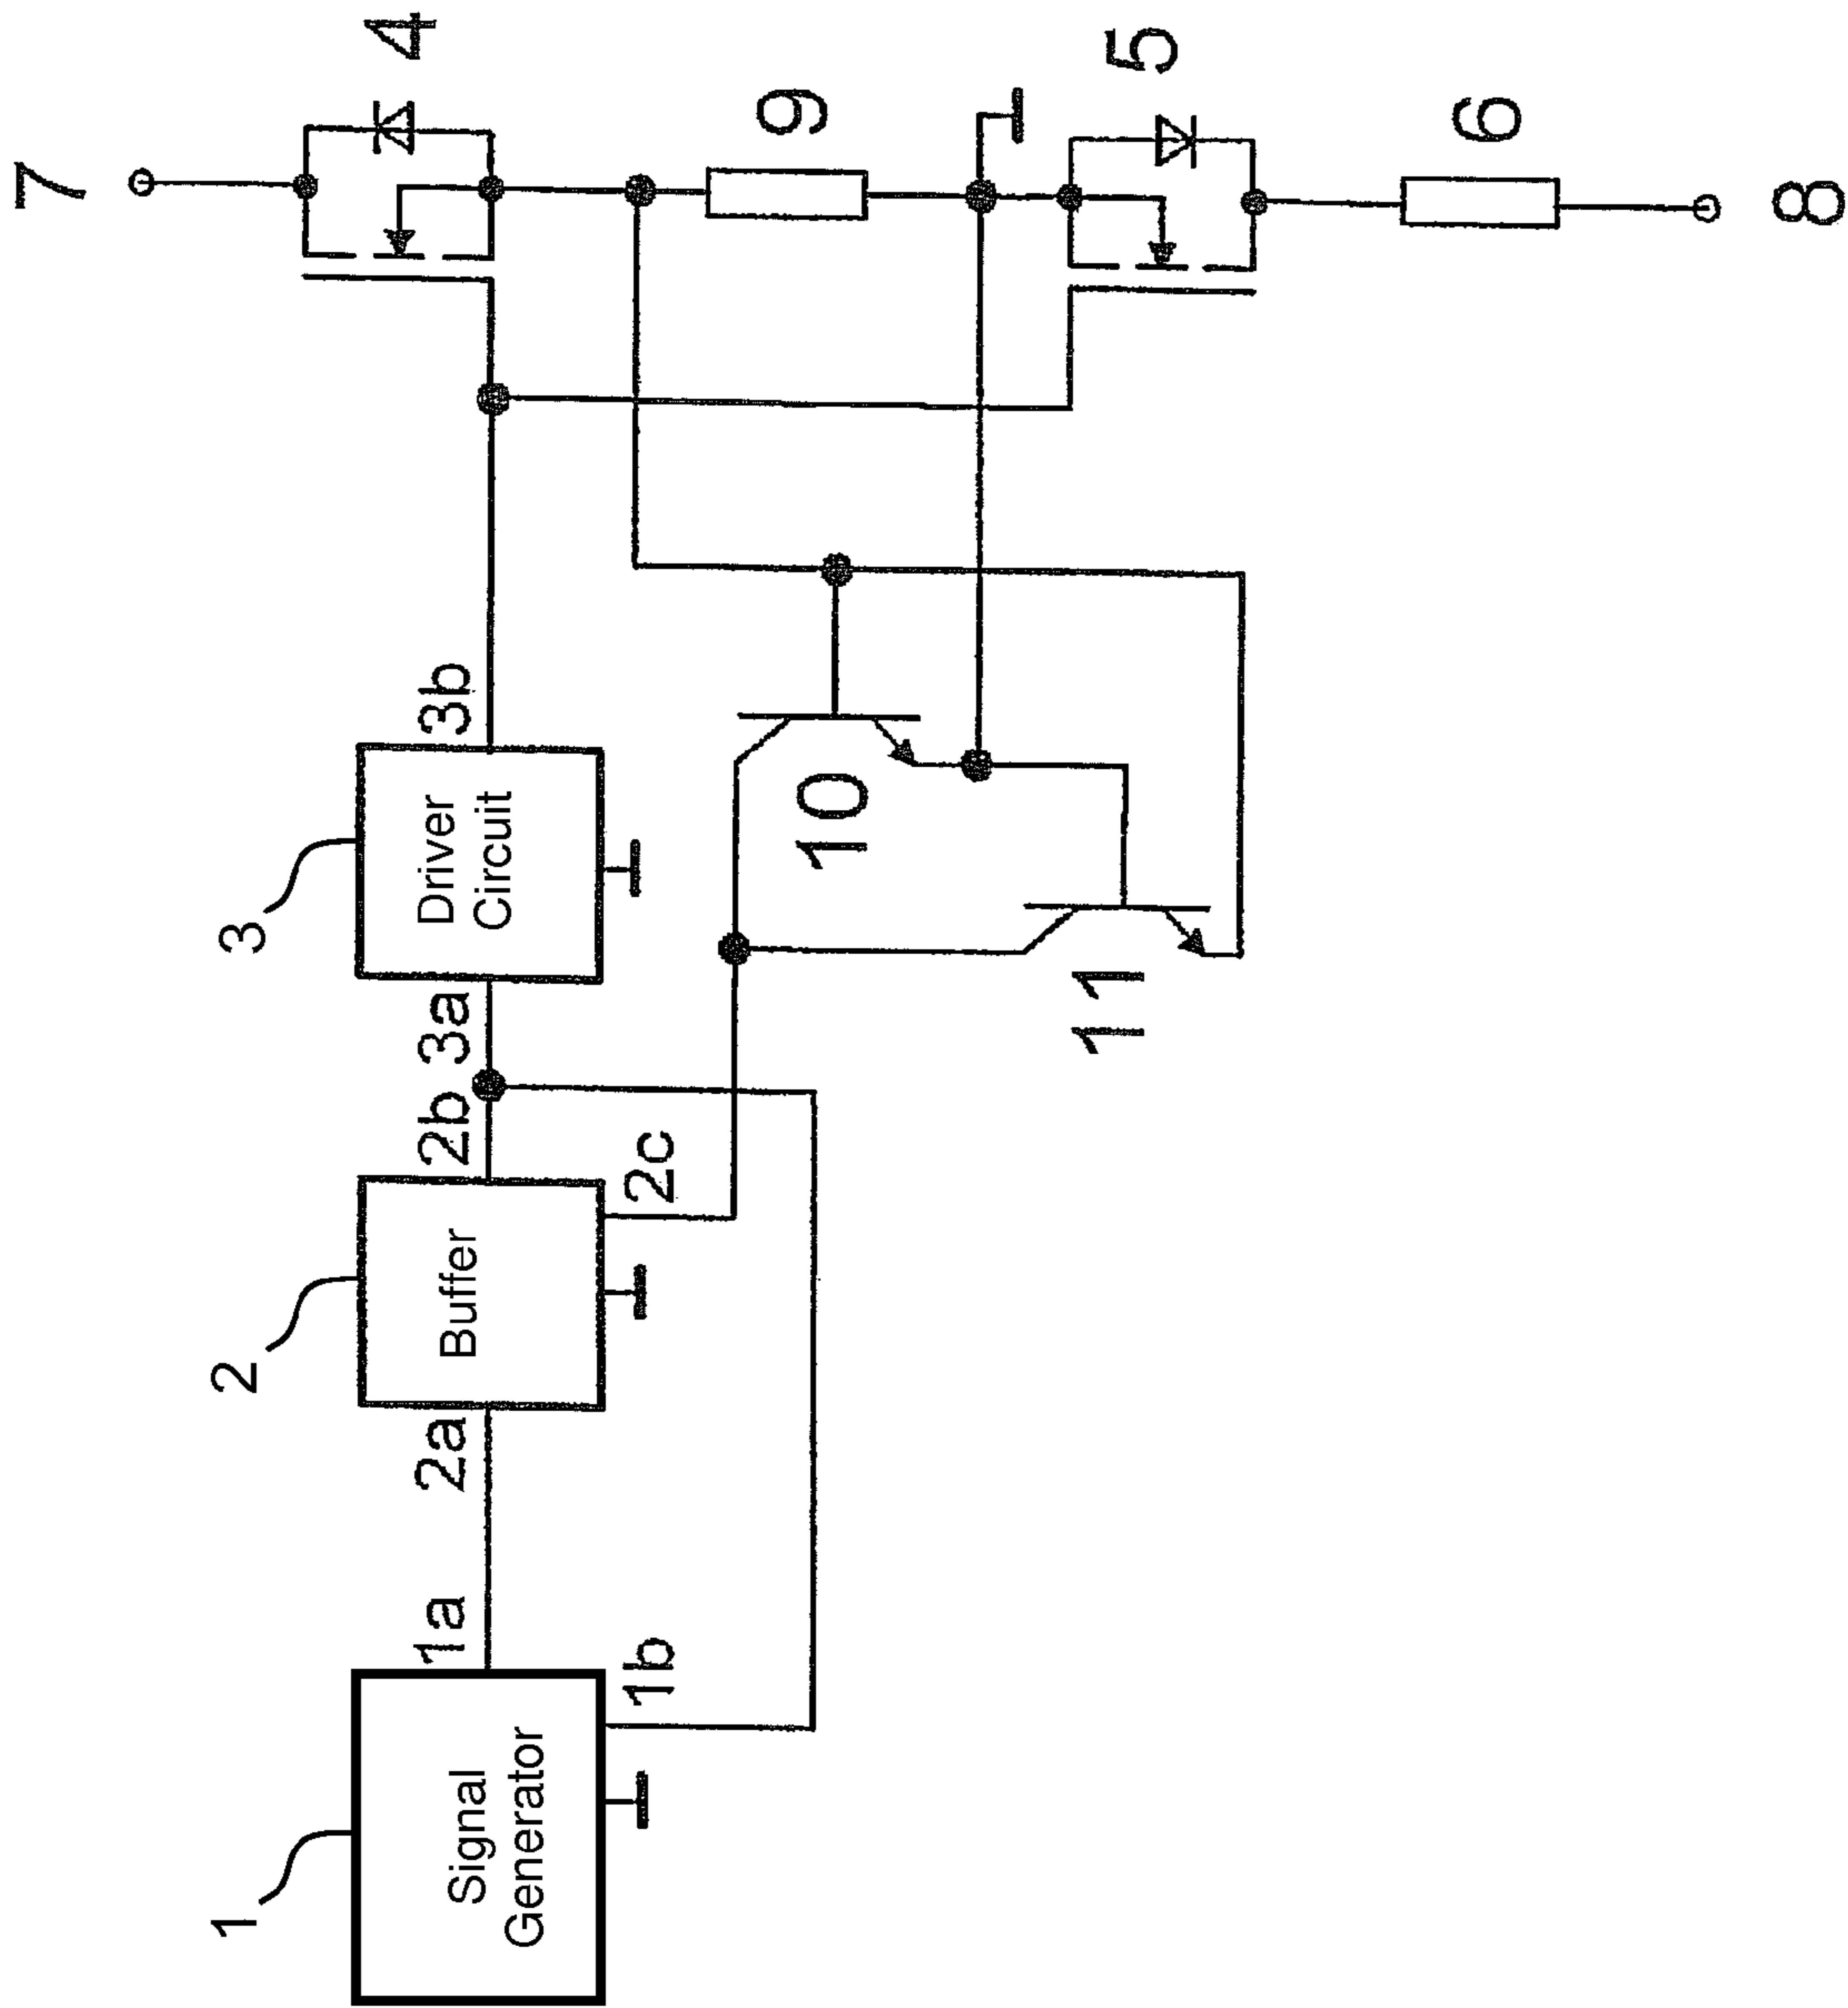 7
4
9
5
6
8
3
Driver
Circuit
3b
3a
10
11
2
Buffer
2b
2c
2a
1
Signal
Generator
1a
1b